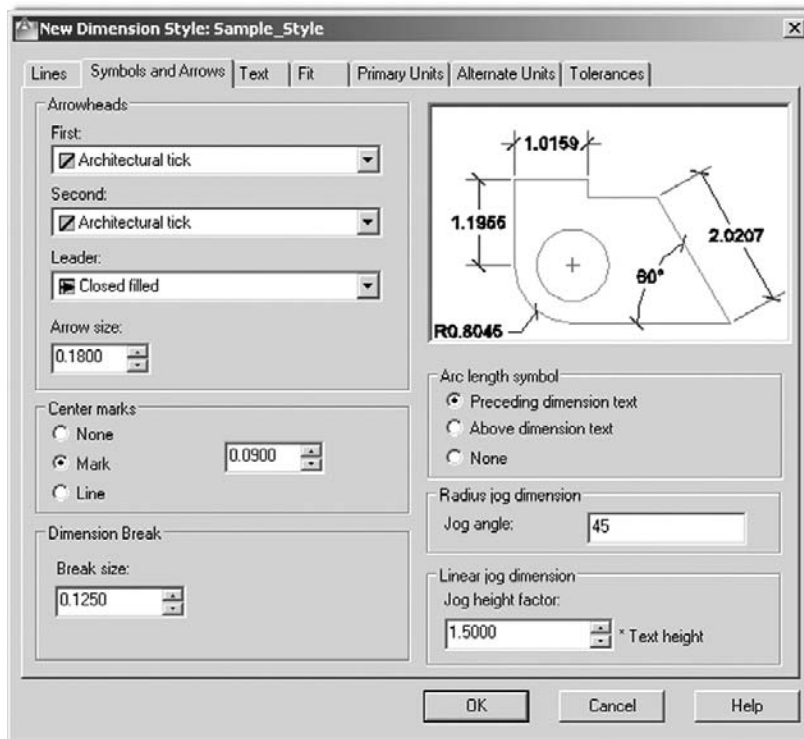 New Dimension Style: Sample_Style
Lines Symbols and Arrows Text Fit Primary Units Alternate Units Tolerances
Arrowheads
First:
Architectural tick
Second:
Architectural tick
Leader:
Closed filled
Arrow size:
0.1800
Center marks
None
Mark
0.0900
Line
Dimension Break
Break size:
0.1250
1.0159
1.1956
2.0207
60°
R0.8045
Arc length symbol
Preceding dimension text
Above dimension text
None
Radius jog dimension
Jog angle:
45
Linear jog dimension
Jog height factor:
1.5000
* Text height
OK Cancel Help